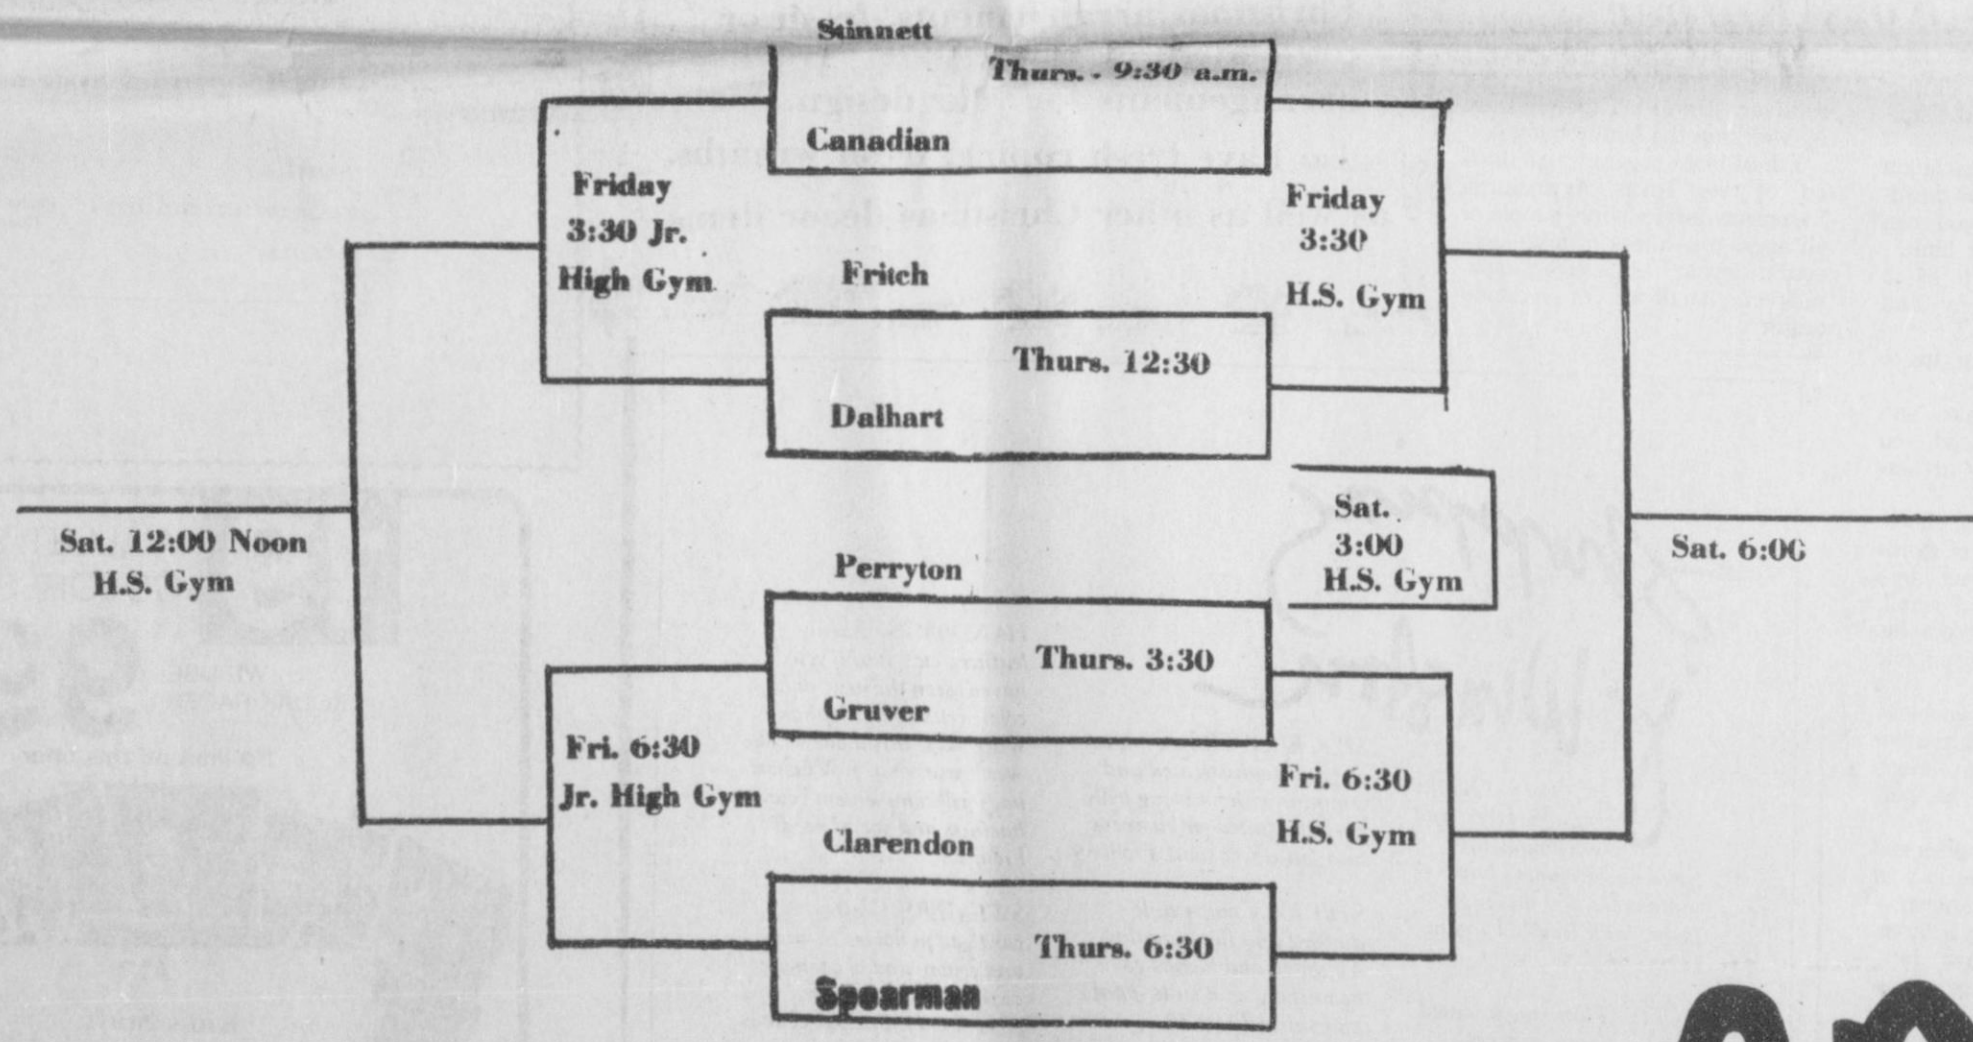 Stinnett
Thurs. - 9:30 a.m.
Canadian
Friday
3:30 Jr.
High Gym
Friday
3:30
H.S. Gym
Fritch
Thurs. 12:30
Dalhart
Sat.
3:00
H.S. Gym
Sat. 12:00 Noon
H.S. Gym
Sat. 6:00
Perryton
Thurs. 3:30
Gruver
Fri. 6:30
Jr. High Gym
Fri. 6:30
H.S. Gym
Clarendon
Thurs. 6:30
Spearman